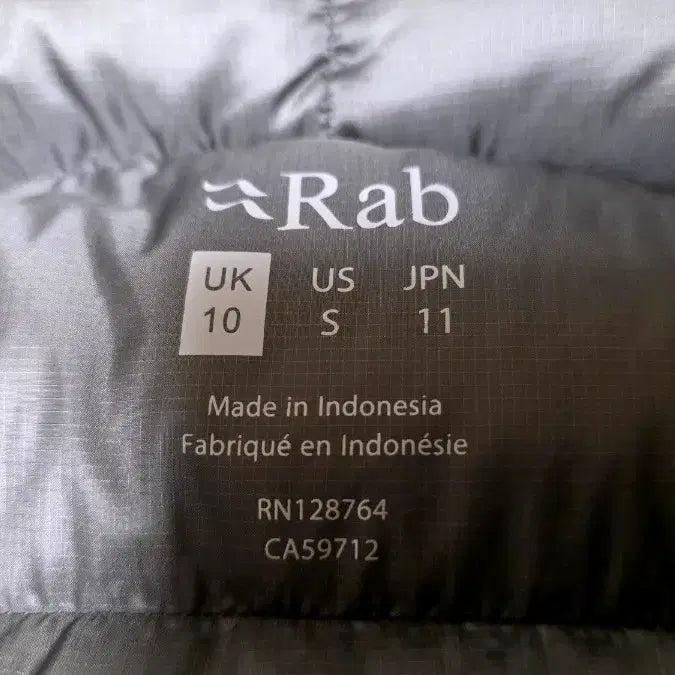 Rab
UK US JPN
10 S 11
Made in Indonesia
Fabriqué en Indonésie
RN128764
CA59712